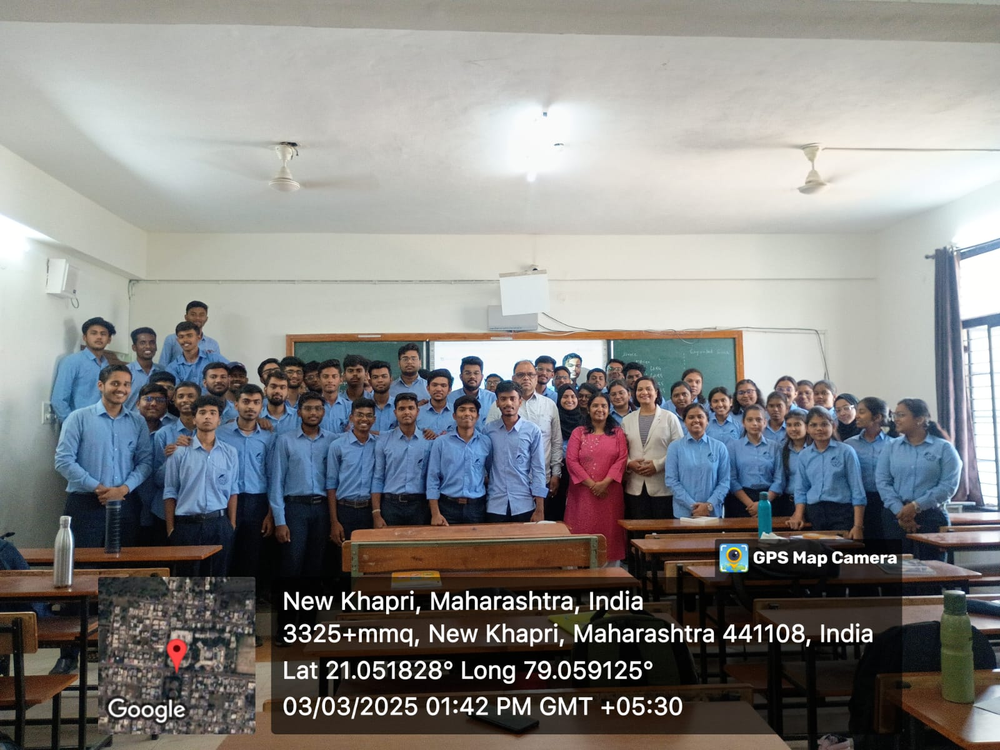 GPS Map Camera
New Khapri, Maharashtra, India
3325+mmq, New Khapri, Maharashtra 441108, India
Lat 21.051828° Long 79.059125°
03/03/2025 01:42 PM GMT +05:30
Google